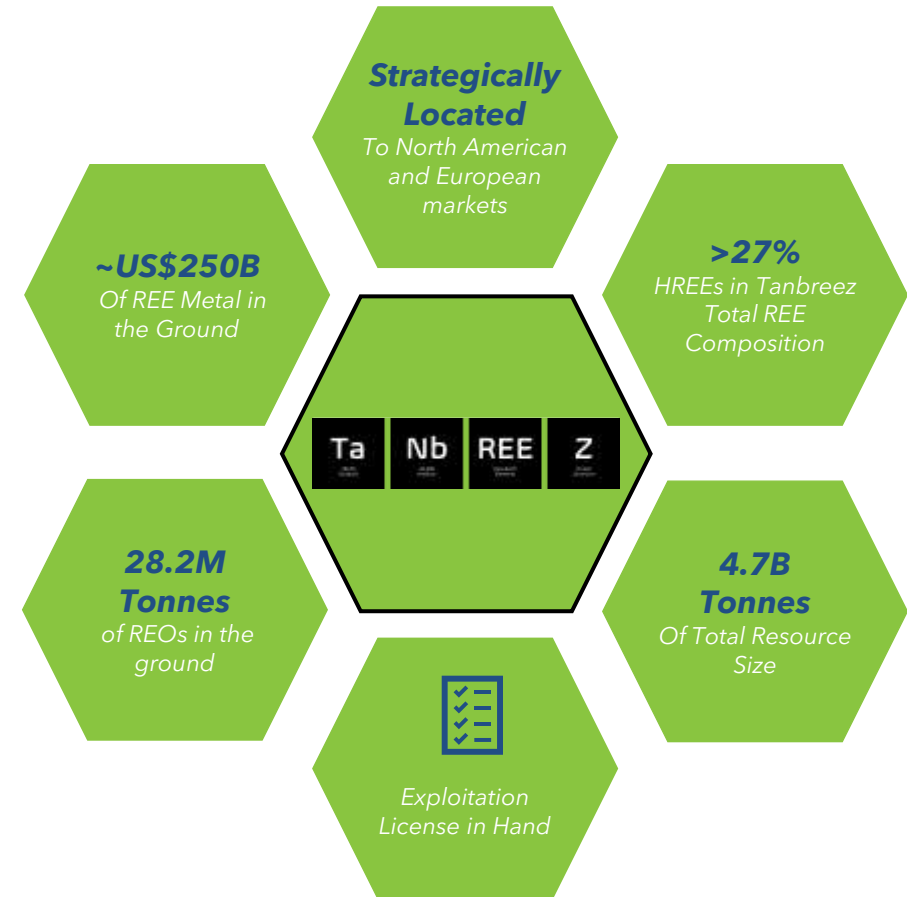 Strategically
Located
To North American
and European
markets
~US$250B
Of REE Metal in
the Ground
>27%
HREEs in Tanbreez
Total REE
Composition
Ta
Nb
REE
Z
28.2M
Tonnes
of REOs in the
ground
4.7B
Tonnes
Of Total Resource
Size
Exploitation
License in Hand